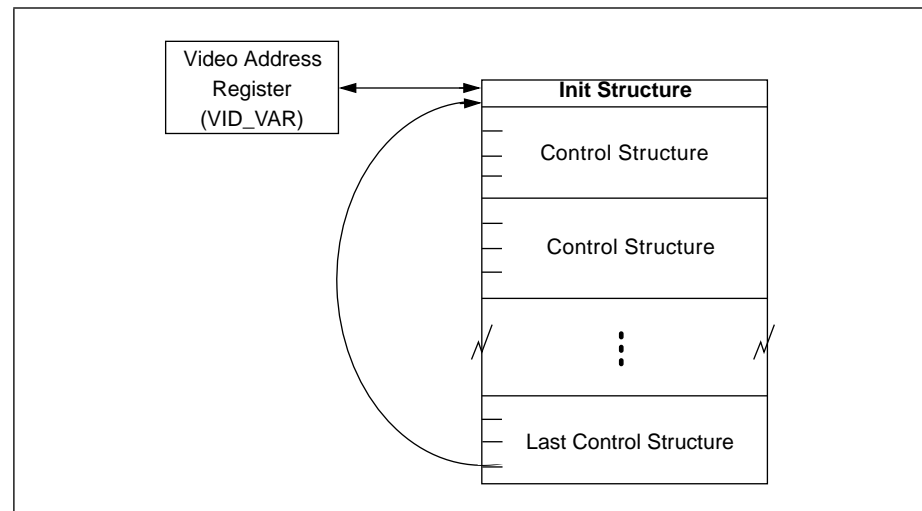 Video Address
Register
(VID_VAR)
Init Structure
Control Structure
Control Structure
Last Control Structure